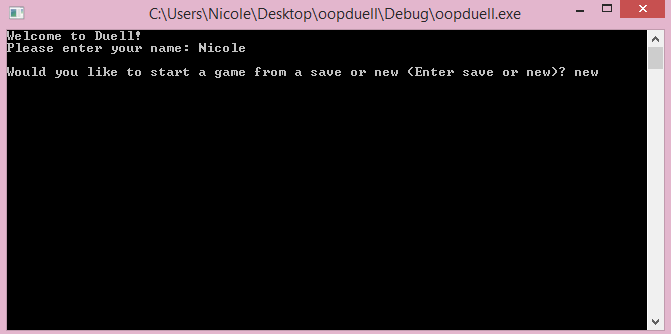 C:\Users\Nicole\Desktop\oopduell\Debug\oopduell.exe
Welcome to Duell!
Please enter your name: Nicole
Would you like to start a game from a save or new (Enter save or new)? new